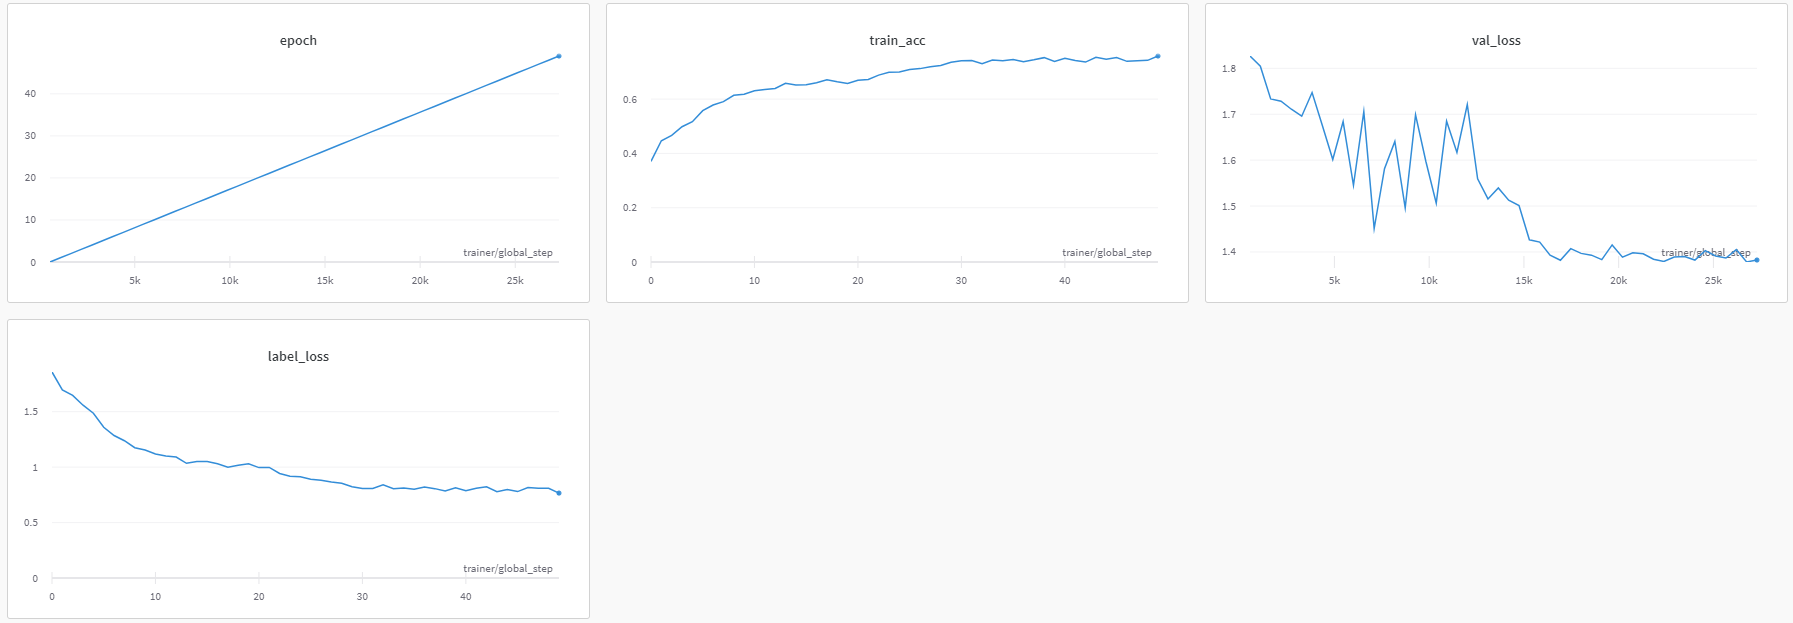 epoch
40
30
20
10
0
trainer/global_step
5k 10k 15k 20k 25k
train_acc
0.6
0.4
0.2
0
trainer/global_step
0 10 20 30 40
val_loss
1.8
1.7
1.6
1.5
1.4
trainer/global_step
5k 10k 15k 20k 25k
label_loss
1.5
1
0.5
0
trainer/global_step
0 10 20 30 40